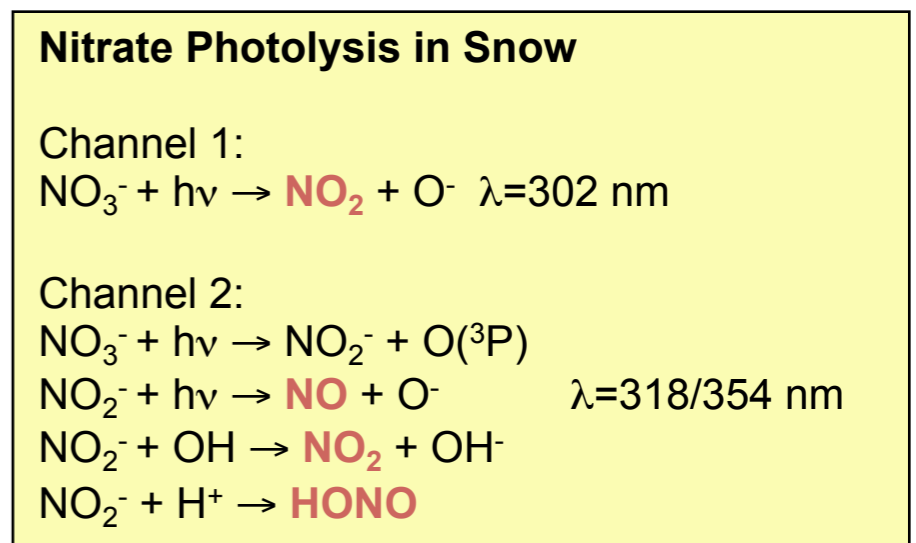 Nitrate Photolysis in Snow
Channel 1:
NO₃⁻ + hν → NO₂ + O⁻ λ=302 nm
Channel 2:
NO₃⁻ + hν → NO₂⁻ + O(³P)
NO₂⁻ + hν → NO + O⁻ λ=318/354 nm
NO₂⁻ + OH → NO₂ + OH⁻
NO₂⁻ + H⁺ → HONO